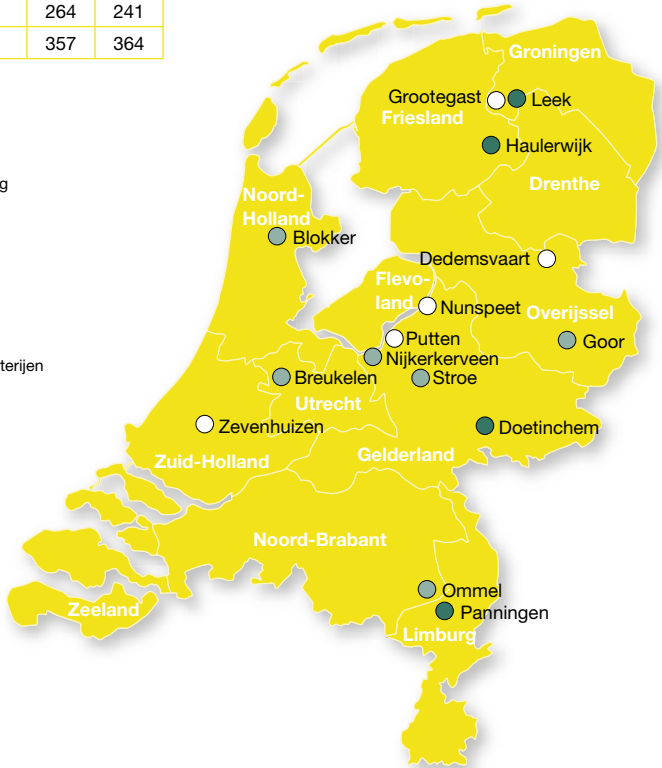 264 241
357 364
g
terijen
Groningen
Grootegast
Leek
Friesland
Haulerwijk
Drenthe
Noord-
Holland
Blokker
Dedemsvaart
Flevo-
land
Nunspeet
Overijssel
Putten
Goor
Nijkerkerveen
Breukelen
Stroe
Utrecht
Zevenhuizen
Doetinchem
Zuid-Holland
Gelderland
Noord-Brabant
Ommel
Zeeland
Panningen
Limburg